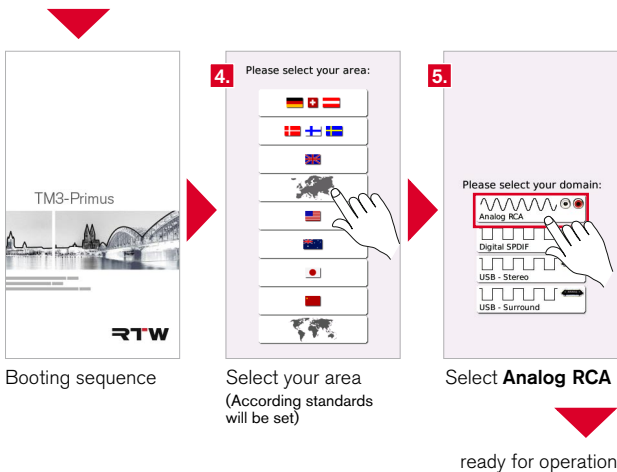 TM3-Primus
RTW
Booting sequence
4.
Please select your area:
Select your area
(According standards
will be set)
5.
Please select your domain:
Analog RCA
Digital SPDIF
USB - Stereo
USB - Surround
Select Analog RCA
ready for operation